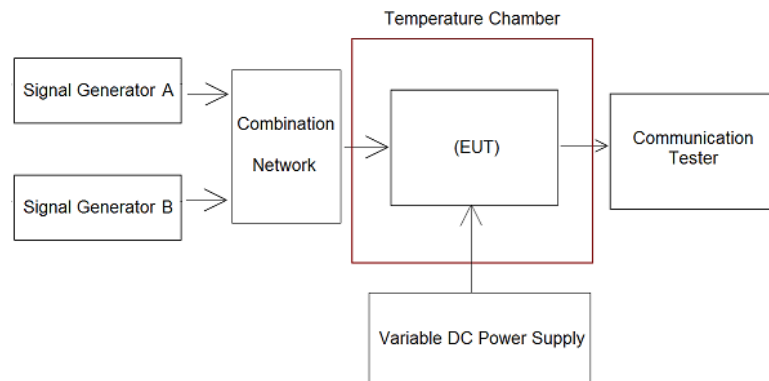 Temperature Chamber
Signal Generator A
Combination
Network
(EUT)
Communication
Tester
Signal Generator B
Variable DC Power Supply